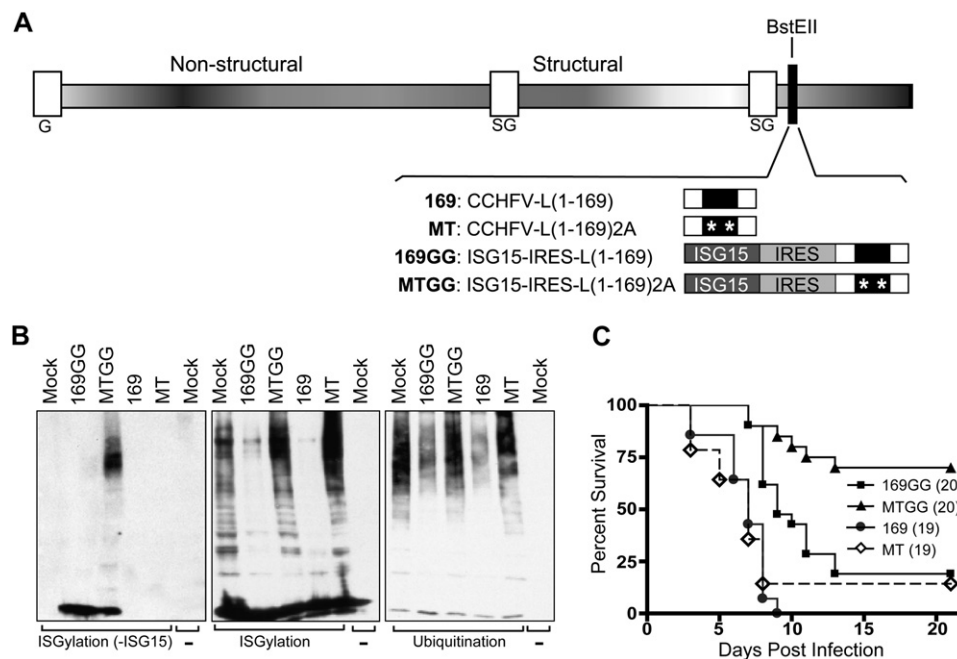 A
BstEII
Non-structural
Structural
G
SG
SG
169: CCHFV-L(1-169)
MT: CCHFV-L(1-169)2A
* *
169GG: ISG15-IRES-L(1-169)
ISG15 IRES
MTGG: ISG15-IRES-L(1-169)2A
ISG15 IRES * *
B
Mock 169GG MTGG 169 MT Mock
Mock 169GG MTGG 169 MT Mock
Mock 169GG MTGG 169 MT Mock
ISGylation (-ISG15) -
ISGylation -
Ubiquitination -
C
Percent Survival
100
75
50
25
0
169GG (20
MTGG (20)
169 (19)
MT (19)
0 5 10 15 20
Days Post Infection